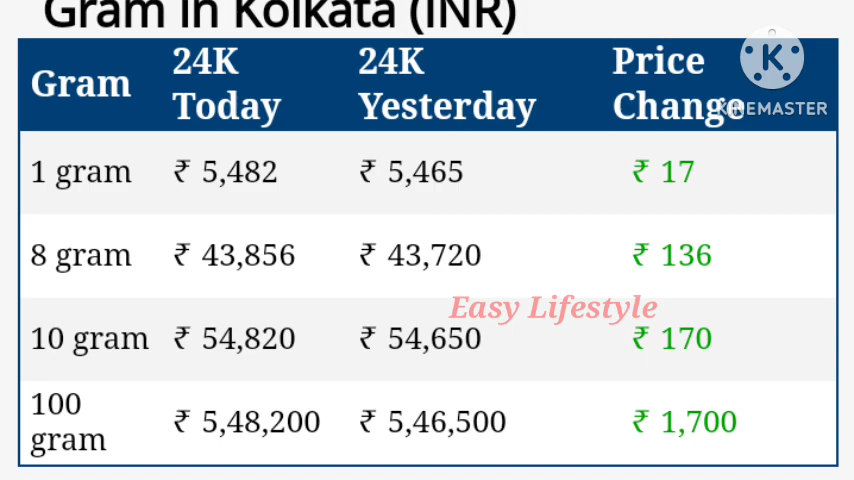 Gram in Kolkata (INR)
Gram 24K Today 24K Yesterday Price Change
KINEMASTER
1 gram ₹ 5,482 ₹ 5,465 ₹ 17
8 gram ₹ 43,856 ₹ 43,720 ₹ 136
Easy Lifestyle
10 gram ₹ 54,820 ₹ 54,650 ₹ 170
100 gram ₹ 5,48,200 ₹ 5,46,500 ₹ 1,700